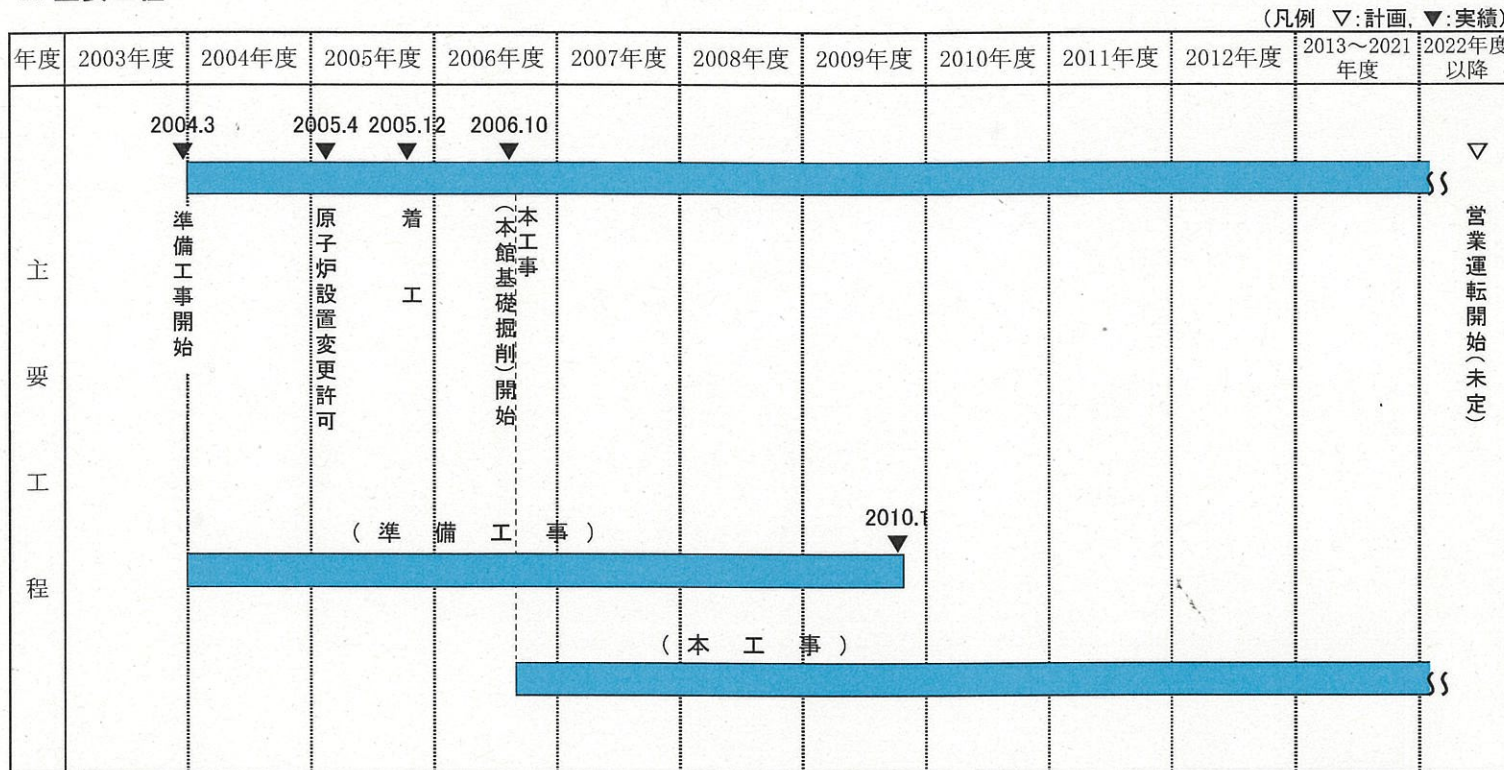 (凡例 ▽:計画, ▼:実績)
年度 2003年度 2004年度 2005年度 2006年度 2007年度 2008年度 2009年度 2010年度 2011年度 2012年度 2013～2021年度 2022年度以降
2004.3 2005.4 2005.12 2006.10
▼ ▼ ▼ ▼ ▽
主要工程
準備工事開始
原子炉設置変更許可
着工
本工事
(本館基礎掘削)開始
営業運転開始(未定)
(準備工事)
2010.1
▼
(本工事)